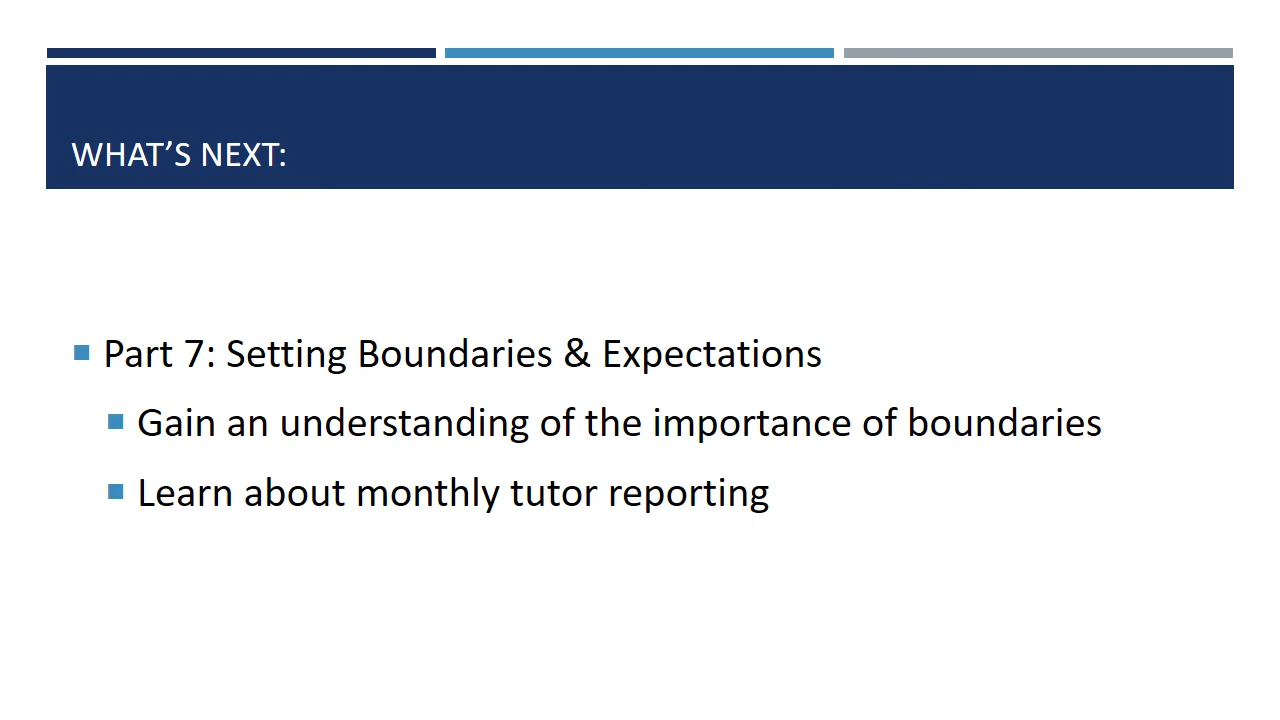 WHAT’S NEXT:
Part 7: Setting Boundaries & Expectations
Gain an understanding of the importance of boundaries
Learn about monthly tutor reporting